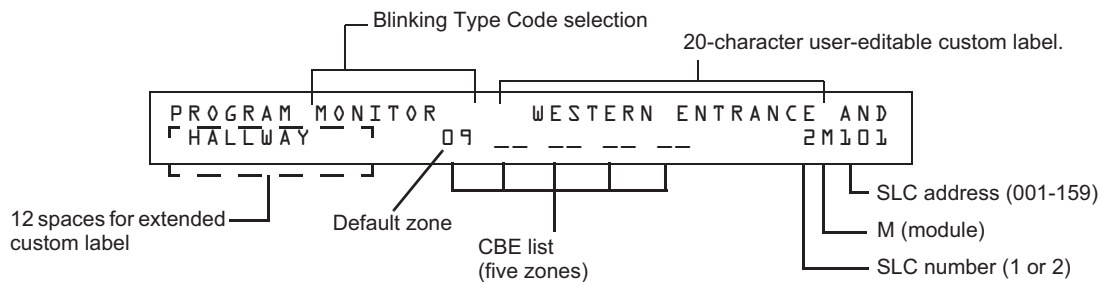 Blinking Type Code selection
20-character user-editable custom label.
PROGRAM MONITOR WESTERN ENTRANCE AND
HALLWAY 09 __ __ __ __ 2M101
SLC address (001-159)
12 spaces for extended
custom label
Default zone
CBE list
(five zones)
M (module)
SLC number (1 or 2)